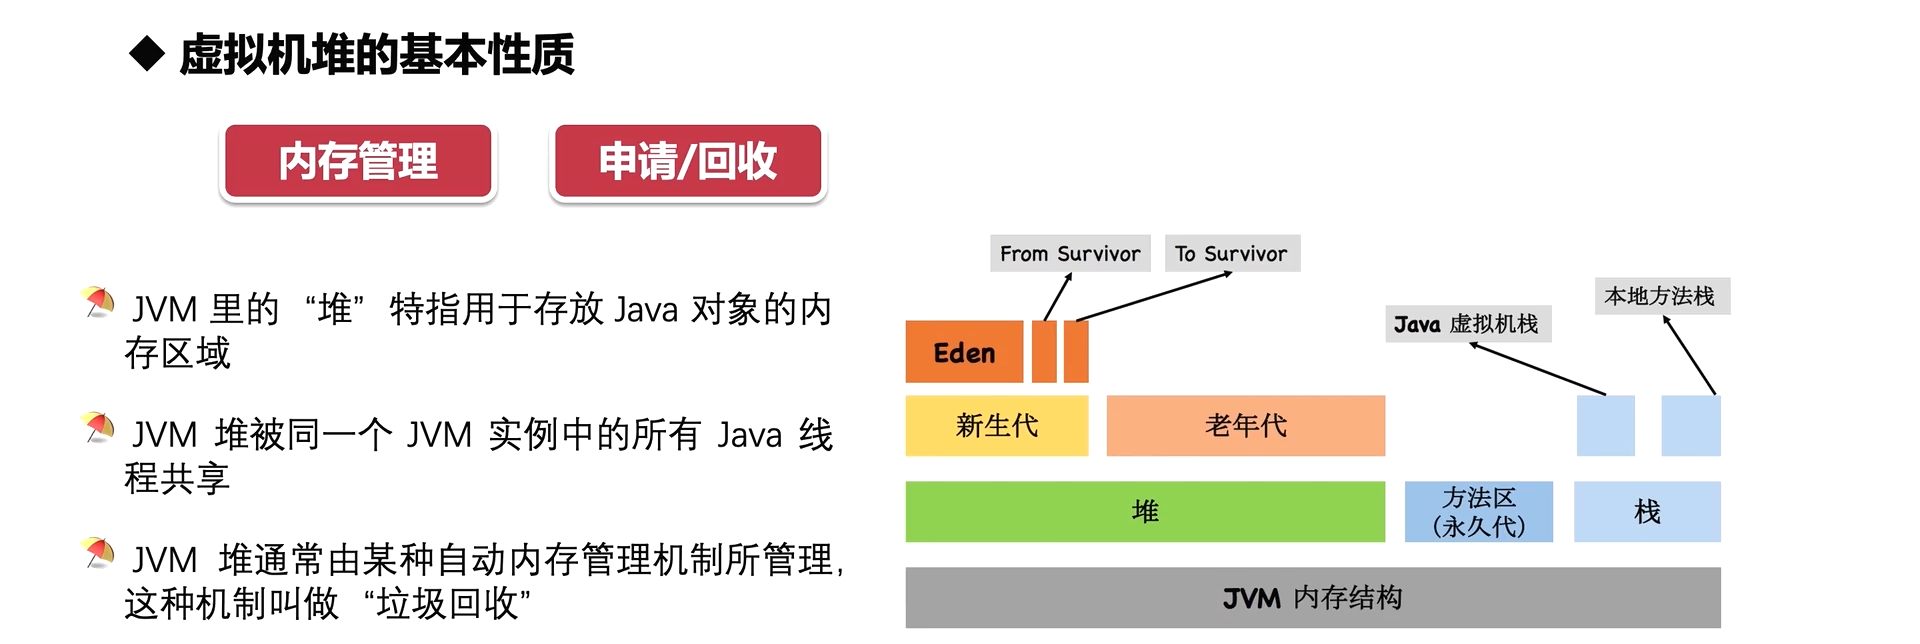 虚拟机堆的基本性质
内存管理
申请/回收
JVM 里的 “堆” 特指用于存放 Java 对象的内
存区域
JVM 堆被同一个 JVM 实例中的所有 Java 线
程共享
JVM 堆通常由某种自动内存管理机制所管理,
这种机制叫做 “垃圾回收”
From Survivor
To Survivor
本地方法栈
Java 虚拟机栈
Eden
新生代
老年代
堆
方法区
(永久代)
栈
JVM 内存结构